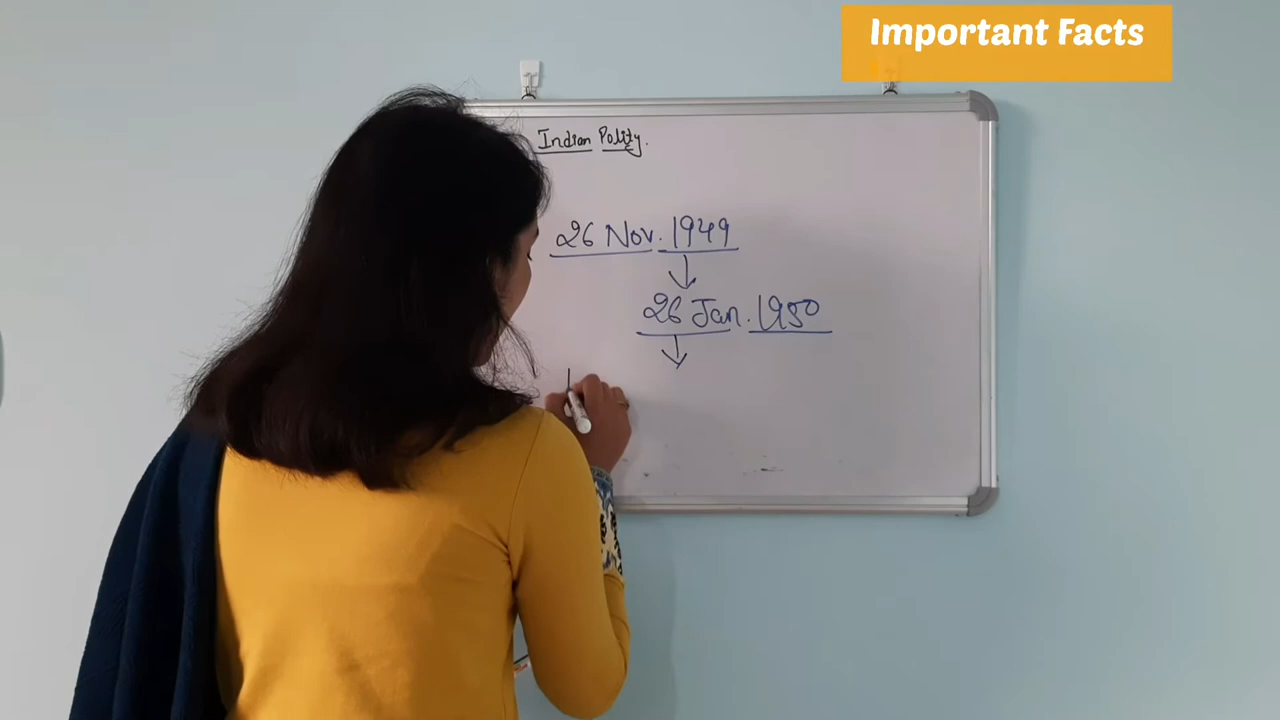 Important Facts
Indian Polity.
26 Nov. 1949
26 Jan. 1950